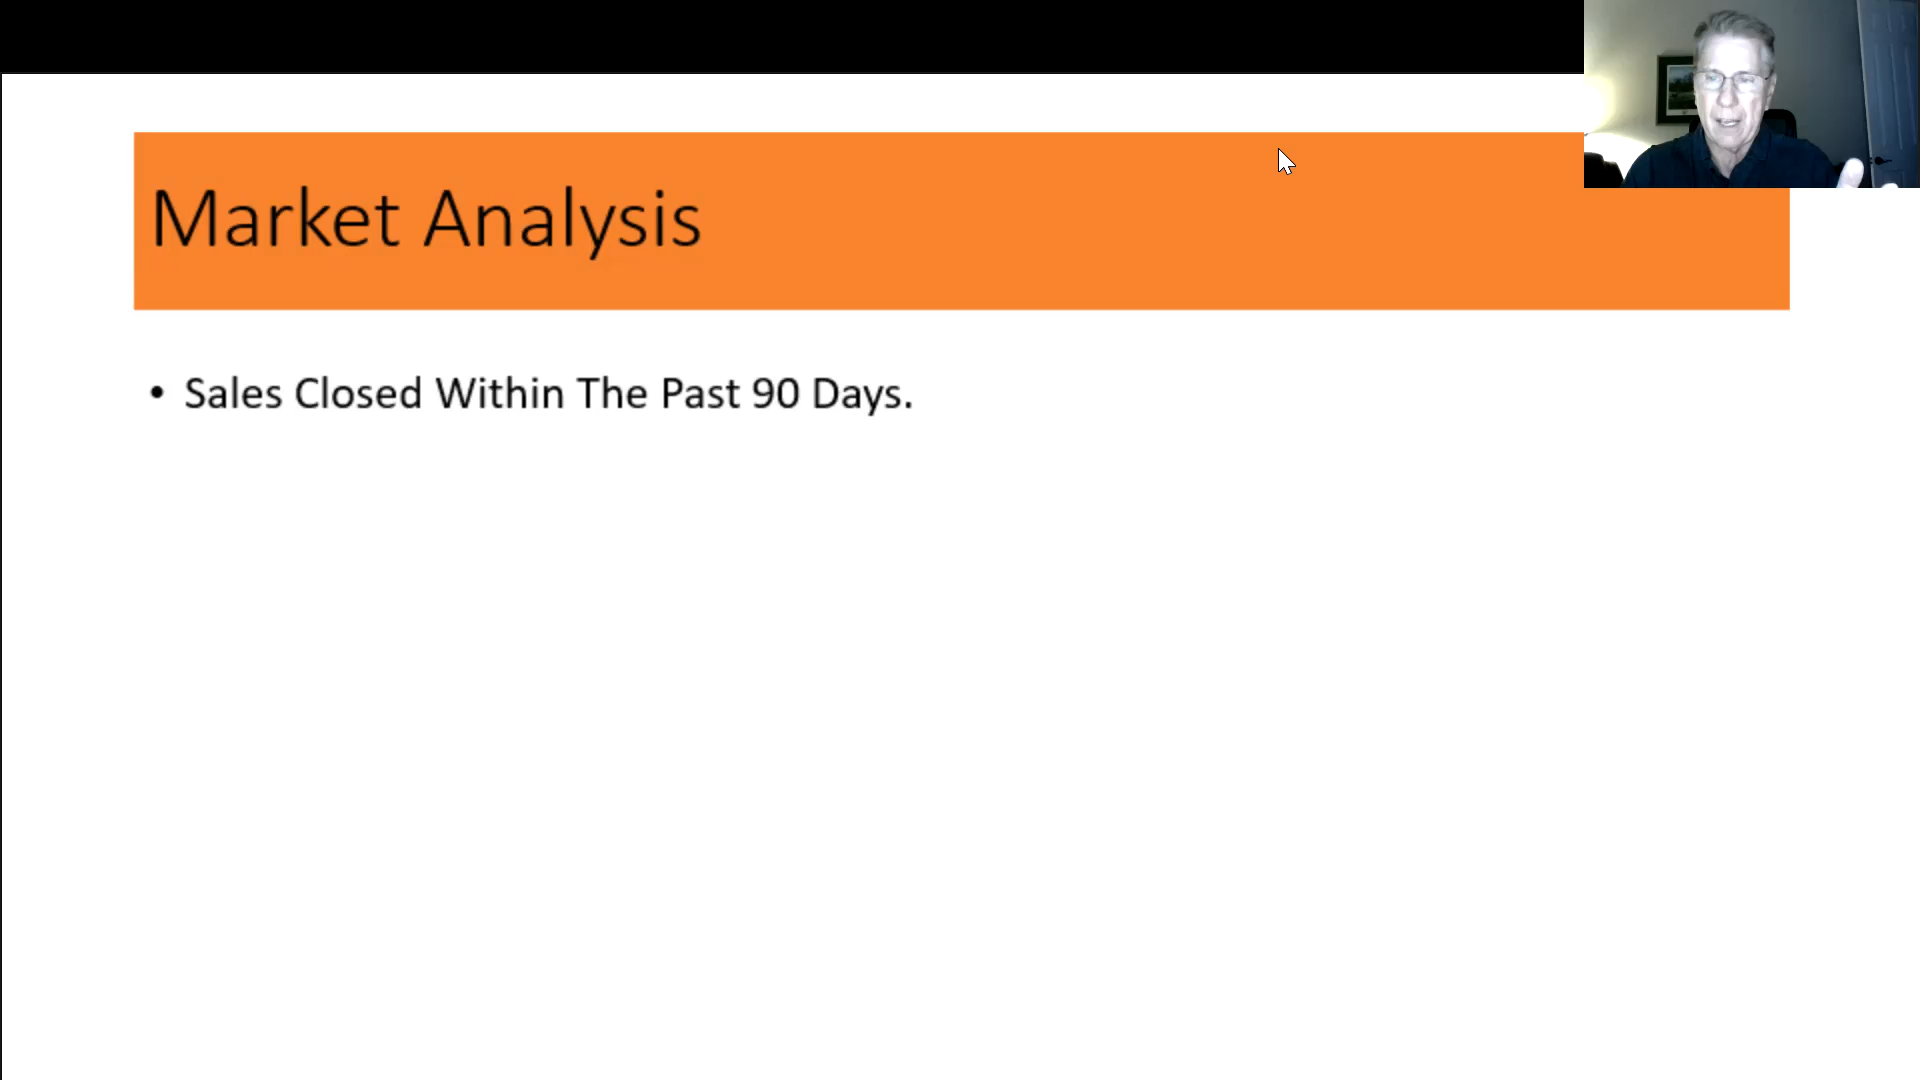 Market Analysis
• Sales Closed Within The Past 90 Days.